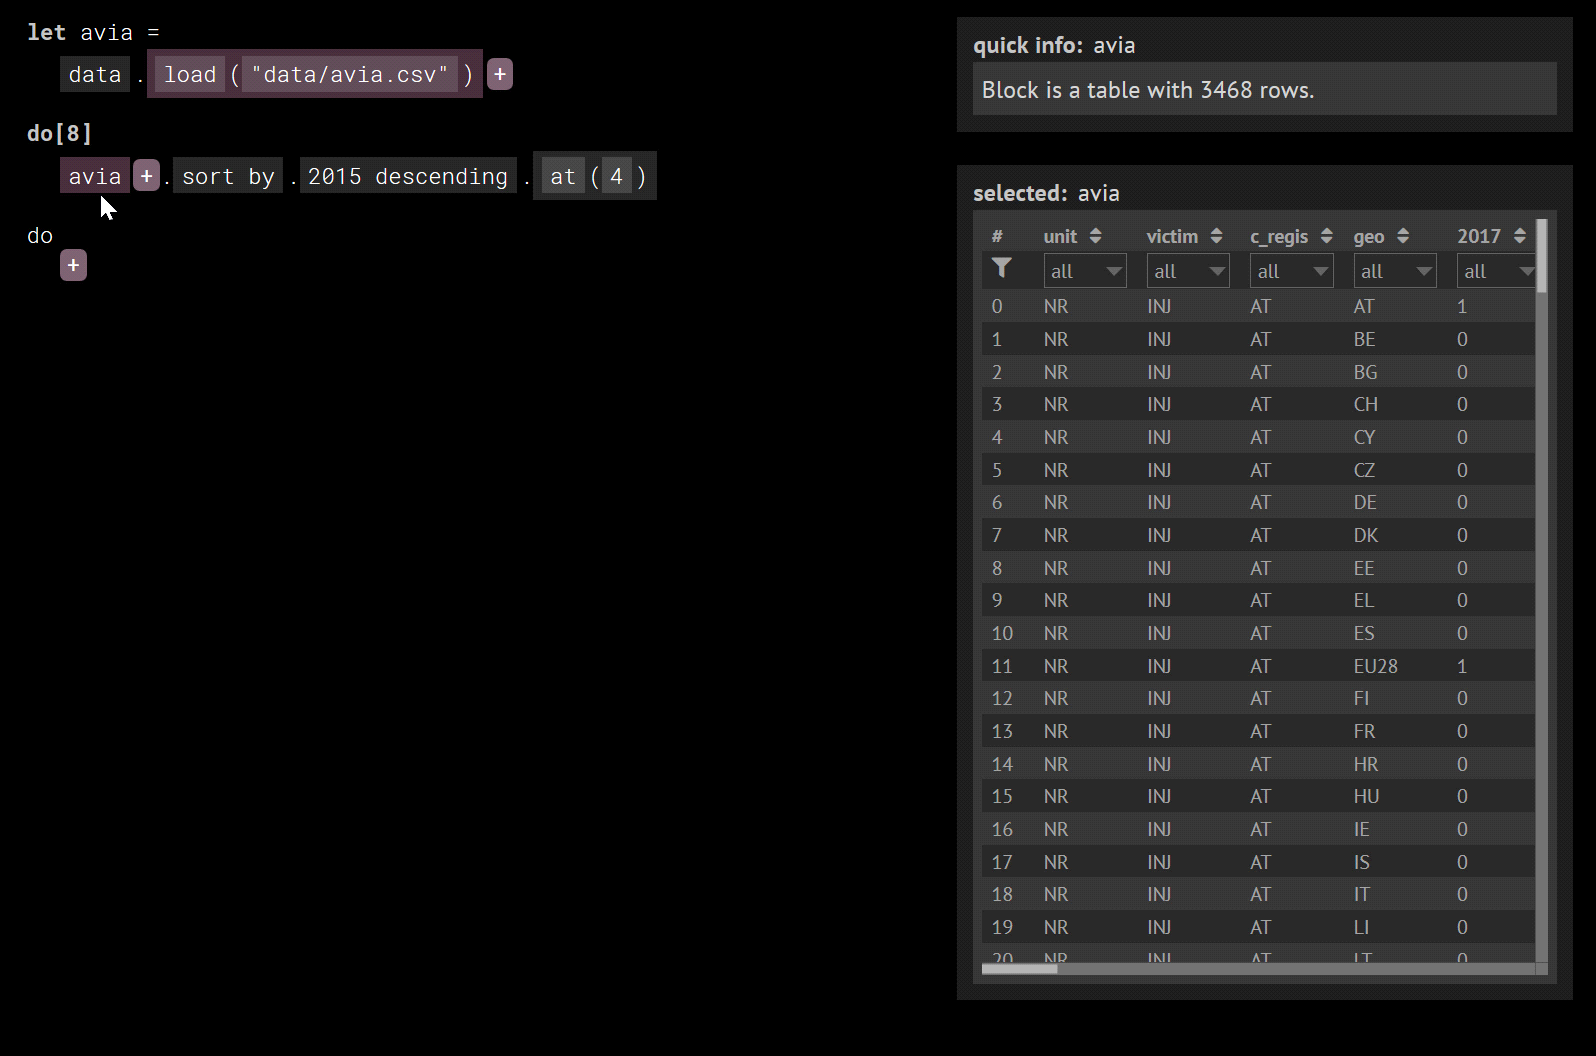 let avia =
data . load ( "data/avia.csv" ) +
do[8]
avia + . sort by . 2015 descending . at ( 4 )
do
+
quick info: avia
Block is a table with 3468 rows.
selected: avia
# unit victim c_regis geo 2017
all all all all all
0 NR INJ AT AT 1
1 NR INJ AT BE 0
2 NR INJ AT BG 0
3 NR INJ AT CH 0
4 NR INJ AT CY 0
5 NR INJ AT CZ 0
6 NR INJ AT DE 0
7 NR INJ AT DK 0
8 NR INJ AT EE 0
9 NR INJ AT EL 0
10 NR INJ AT ES 0
11 NR INJ AT EU28 1
12 NR INJ AT FI 0
13 NR INJ AT FR 0
14 NR INJ AT HR 0
15 NR INJ AT HU 0
16 NR INJ AT IE 0
17 NR INJ AT IS 0
18 NR INJ AT IT 0
19 NR INJ AT LI 0
20 NR INJ AT LT 0